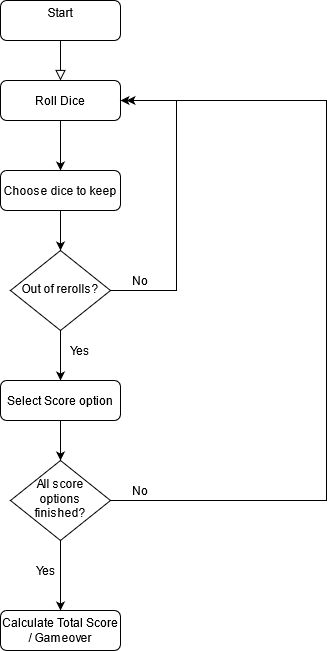 Start
Roll Dice
Choose dice to keep
Out of rerolls?
No
Yes
Select Score option
All score
options
finished?
No
Yes
Calculate Total Score
/ Gameover